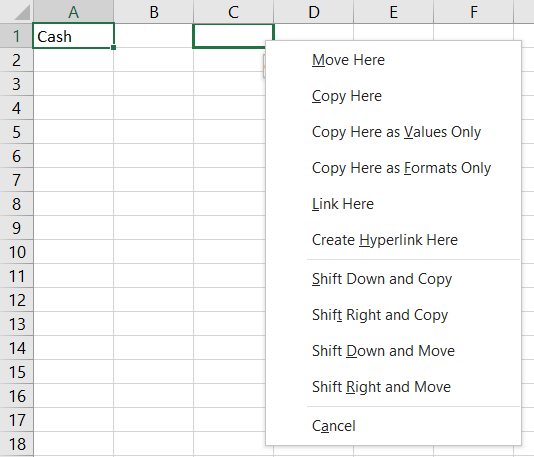 A B C D E F
1 Cash
2 Move Here
3
4 Copy Here
5 Copy Here as Values Only
6
7 Copy Here as Formats Only
8 Link Here
9
10 Create Hyperlink Here
11 Shift Down and Copy
12
13 Shift Right and Copy
14 Shift Down and Move
15
16 Shift Right and Move
17
18 Cancel